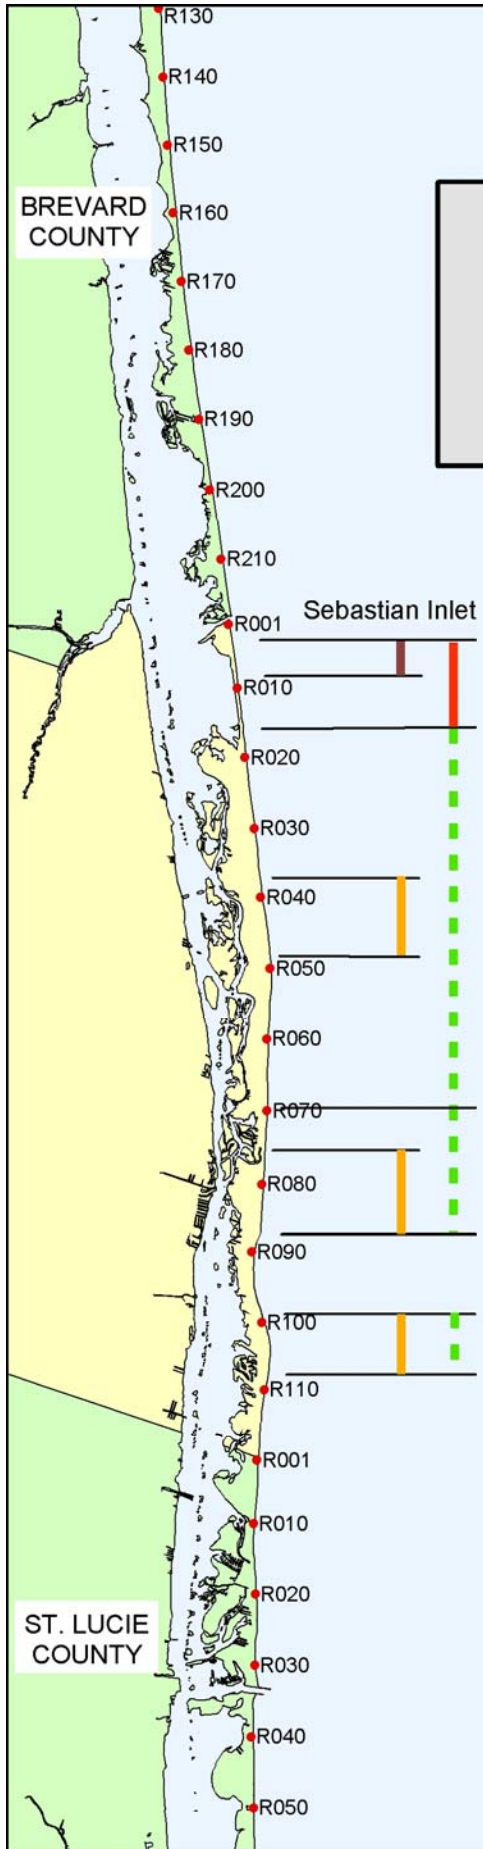 R130
R140
R150
R160
BREVARD
COUNTY
R170
R180
R190
R200
R210
R001
Sebastian Inlet
R010
R020
R030
R040
R050
R060
R070
R080
R090
R100
R110
R001
R010
R020
ST. LUCIE
COUNTY
R030
R040
R050